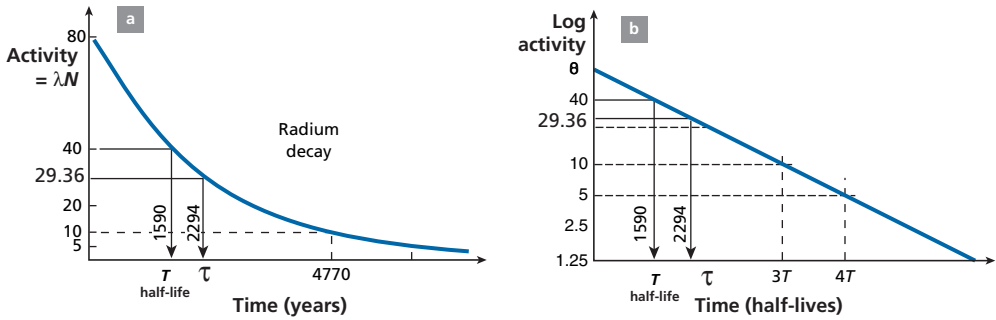 a
80
Activity
= λN
Radium
decay
40
29.36
20
10
5
1590
2294
T
τ
4770
half-life
Time (years)
b
Log
activity
40
29.36
10
5
2.5
1.25
1590
2294
T
τ
3T
4T
half-life
Time (half-lives)